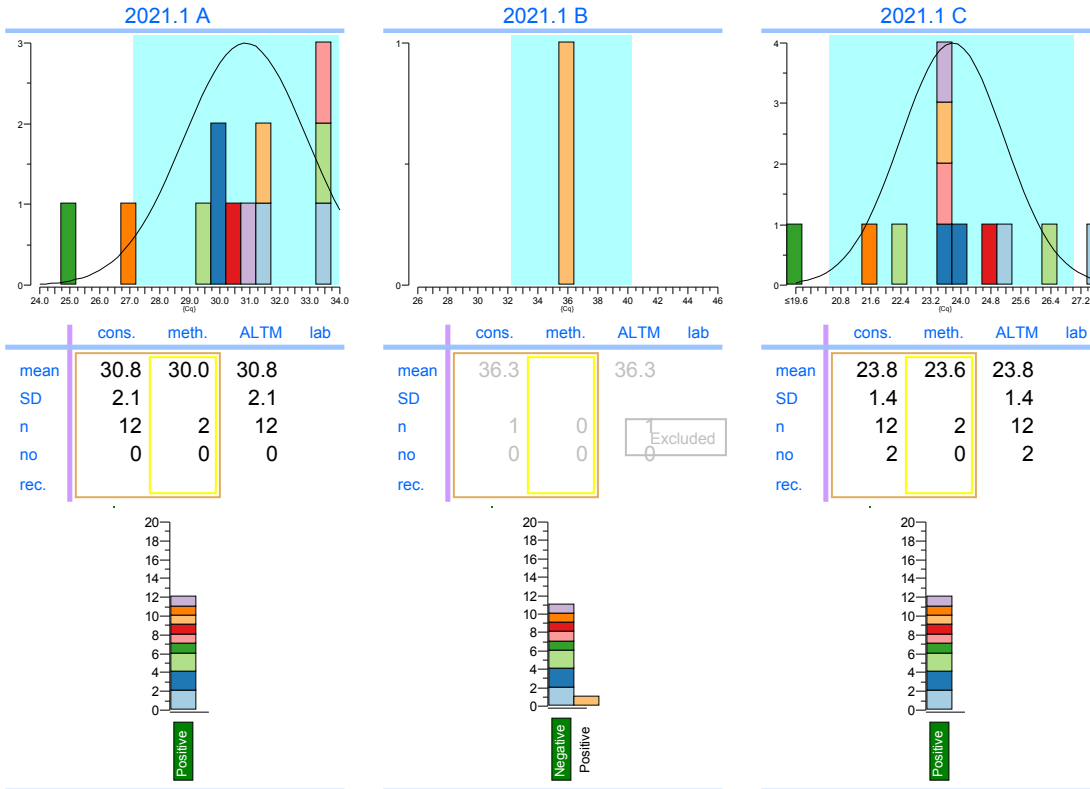 2021.1 A
3
2
1
0
24.0 25.0 26.0 27.0 28.0 29.0 30.0 31.0 32.0 33.0 34.0
{Cq}
cons. meth. ALTM lab
mean 30.8 30.0 30.8
SD 2.1 2.1
n 12 2 12
no 0 0 0
rec.
20
18
16
14
12
10
8
6
4
2
0
Positive
2021.1 B
1
0
26 28 30 32 34 36 38 40 42 44 46
{Cq}
cons. meth. ALTM lab
mean 36.3 36.3
SD
n 1 0 1
Excluded
no 0 0 0
rec.
20
18
16
14
12
10
8
6
4
2
0
Negative
Positive
2021.1 C
4
3
2
1
0
≤19.6 20.8 21.6 22.4 23.2 24.0 24.8 25.6 26.4 27.2
{Cq}
cons. meth. ALTM lab
mean 23.8 23.6 23.8
SD 1.4 1.4
n 12 2 12
no 2 0 2
rec.
20
18
16
14
12
10
8
6
4
2
0
Positive